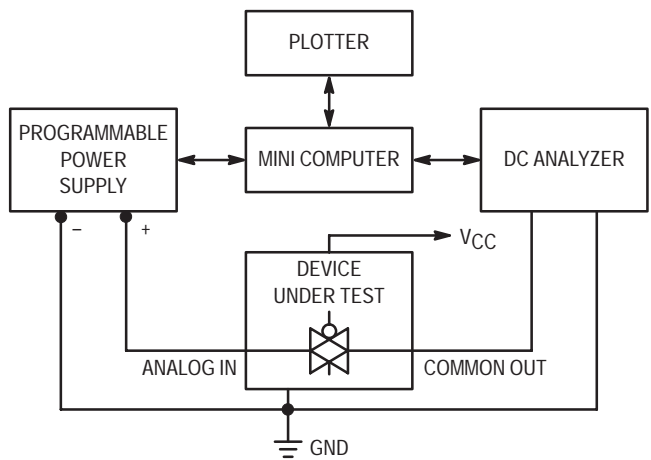 PLOTTER
PROGRAMMABLE
POWER
SUPPLY
MINI COMPUTER
DC ANALYZER
– +
VCC
DEVICE
UNDER TEST
ANALOG IN
COMMON OUT
GND